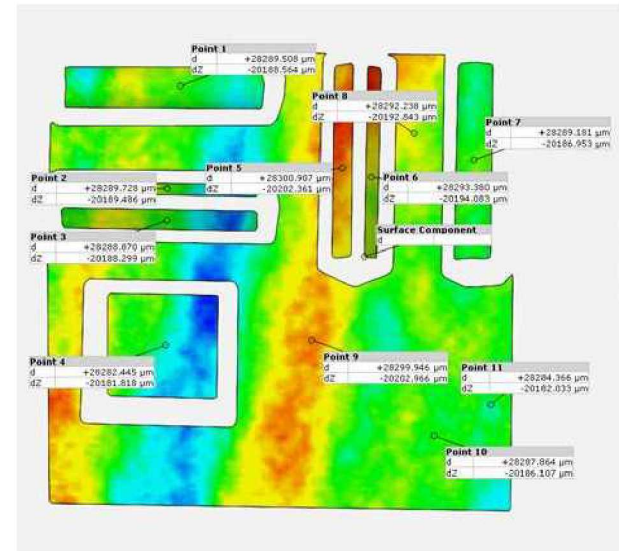 Point 1
d +28289.508 µm
dZ -20188.564 µm
Point 8
d +28292.238 µm
dZ -20192.843 µm
Point 7
d +28289.181 µm
dZ -20186.953 µm
Point 5
d +28300.907 µm
dZ -20202.361 µm
Point 2
d +28289.728 µm
dZ -20189.486 µm
Point 6
d +28293.380 µm
dZ -20194.083 µm
Point 3
d +28288.870 µm
dZ -20188.299 µm
Surface Component
d
Point 4
d +28282.445 µm
dZ -20181.818 µm
Point 9
d +28299.946 µm
dZ -20202.966 µm
Point 11
d +28284.366 µm
dZ -20182.033 µm
Point 10
d +28287.864 µm
dZ -20186.107 µm